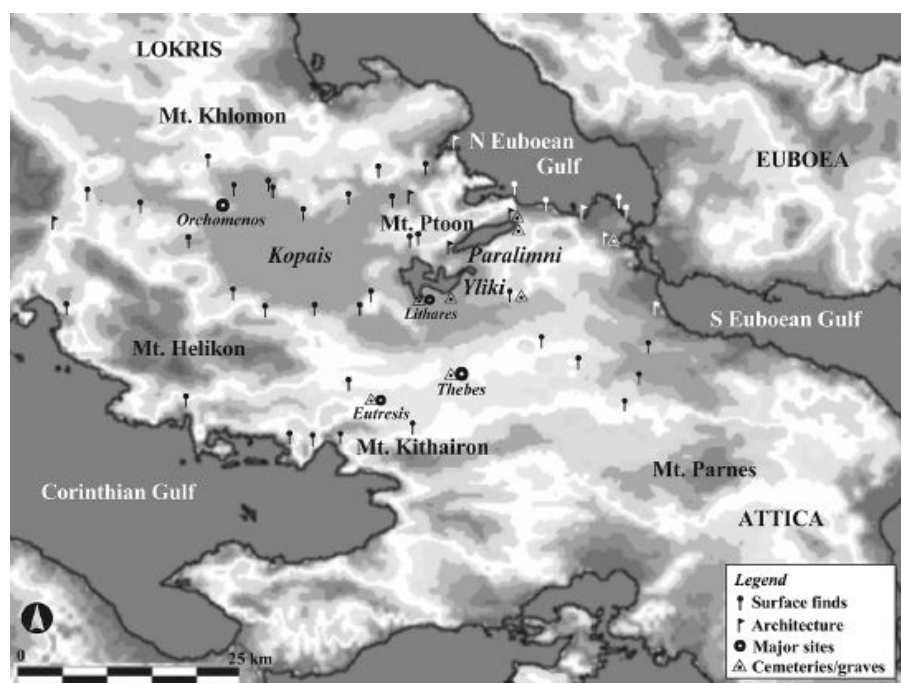 LOKRIS
Mt. Khlomon
N Euboean
Gulf
EUBOEA
Orchomenos
Mt. Ptoon
Kopais
Paralimni
Yliki
Lithares
S Euboean Gulf
Mt. Helikon
Thebes
Eutresis
Mt. Kithairon
Mt. Parnes
Corinthian Gulf
ATTICA
Legend
Surface finds
Architecture
Major sites
Cemeteries/graves
0
25 km